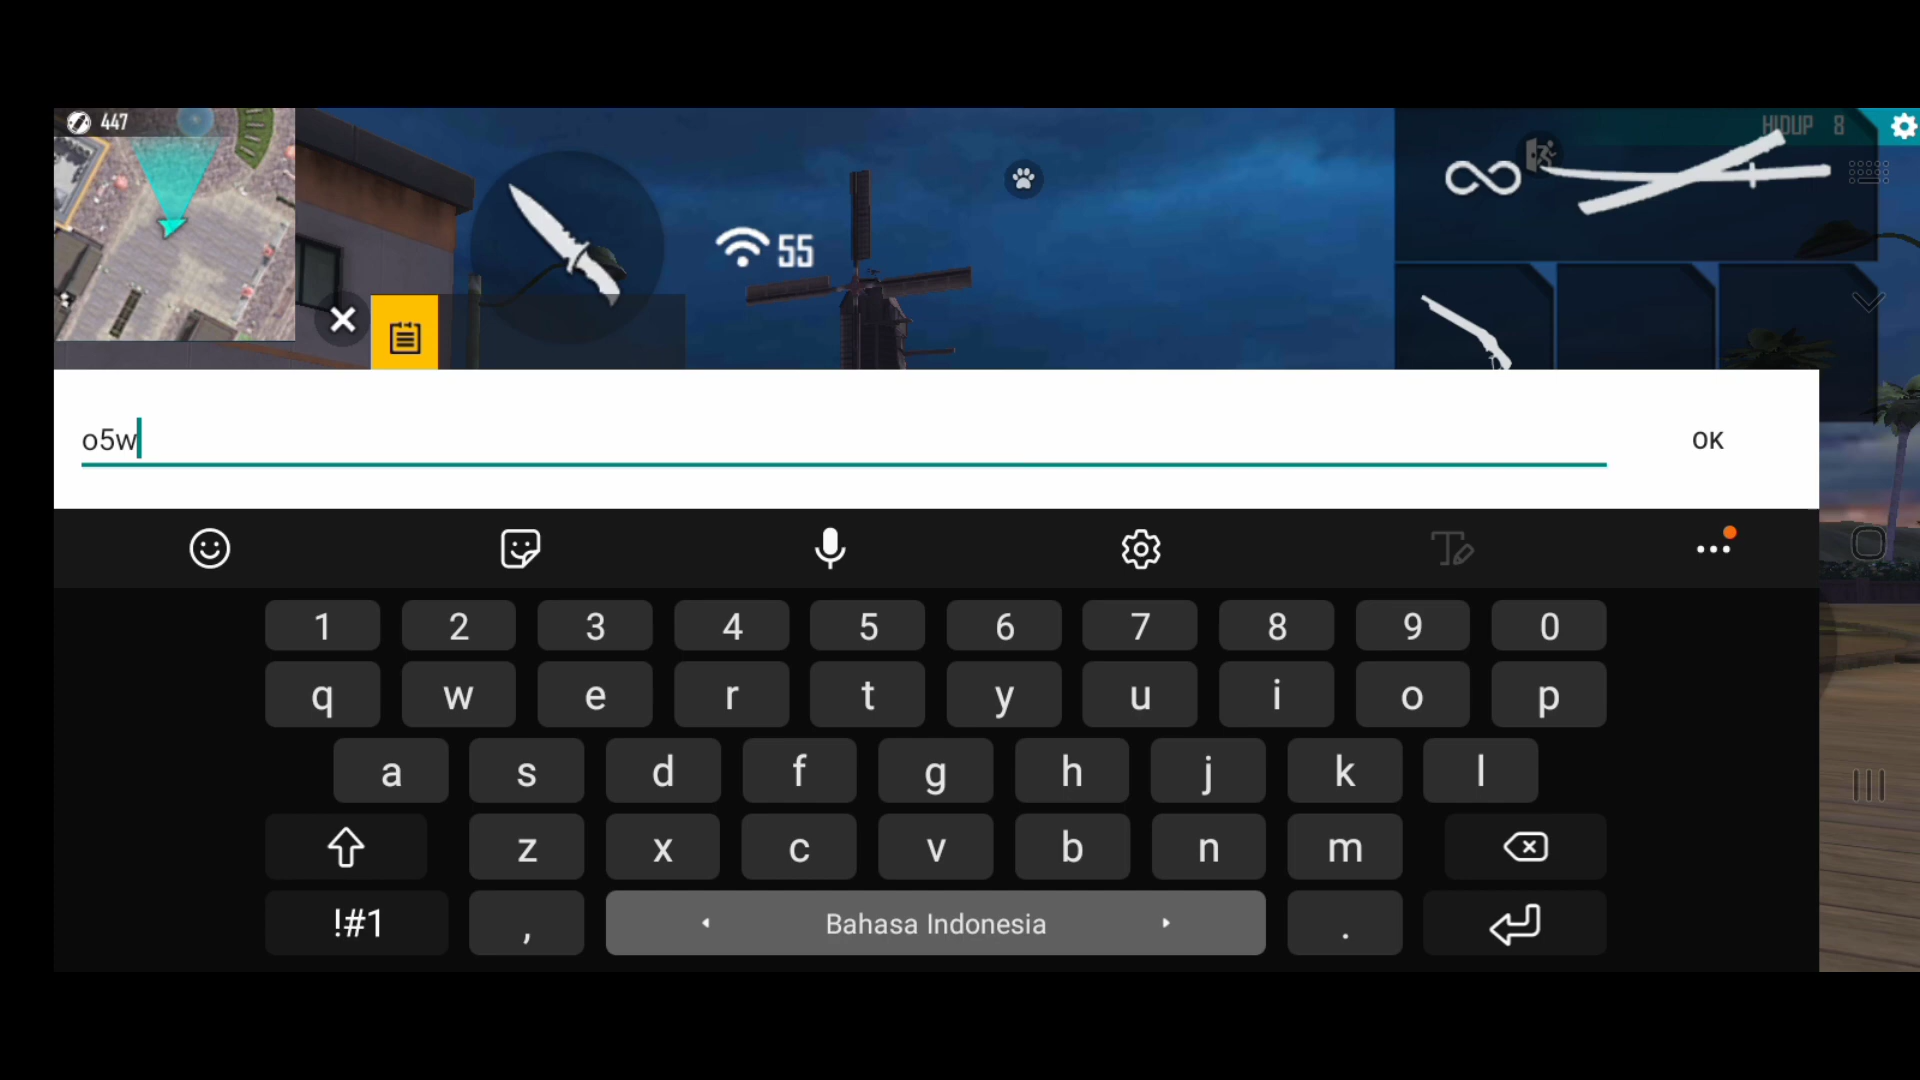 447
HIDUP 8
55
o5w
OK
1 2 3 4 5 6 7 8 9 0
q w e r t y u i o p
a s d f g h j k l
z x c v b n m
!#1 , Bahasa Indonesia .